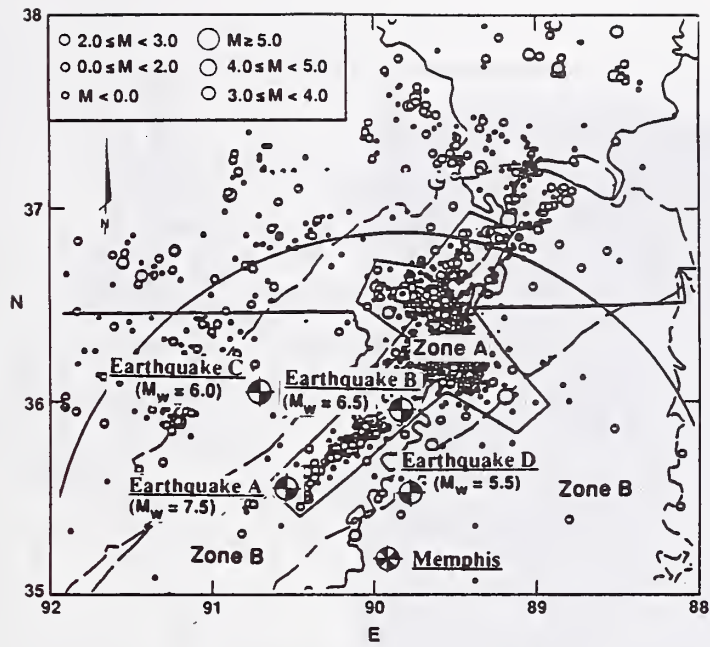 38
2.0 ≤ M < 3.0 M ≥ 5.0
0.0 ≤ M < 2.0 4.0 ≤ M < 5.0
M < 0.0 3.0 ≤ M < 4.0
N
37
N
Zone A
Earthquake C
(Mw = 6.0)
Earthquake B
(Mw = 6.5)
36
Earthquake D
(Mw = 5.5)
Earthquake A
(Mw = 7.5)
Zone B
Zone B
Memphis
35
92 91 90 89 88
E